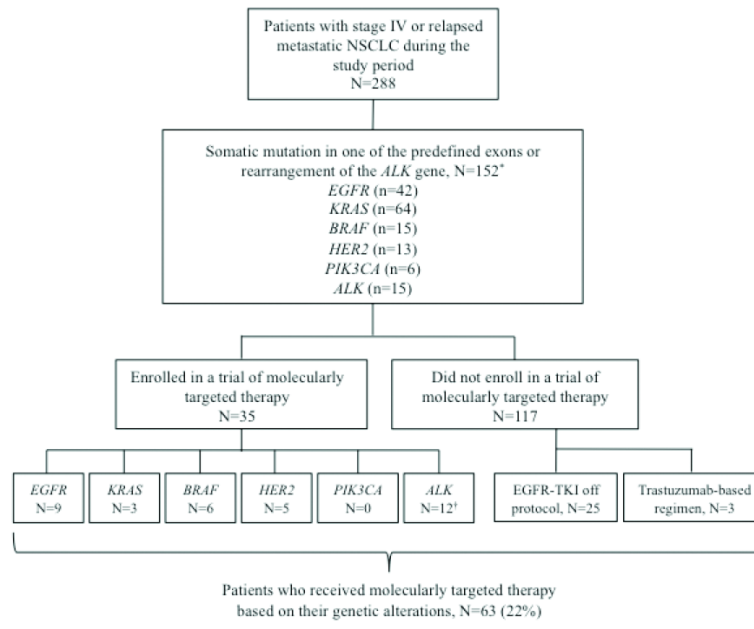 Patients with stage IV or relapsed
metastatic NSCLC during the
study period
N=288
Somatic mutation in one of the predefined exons or
rearrangement of the ALK gene, N=152*
EGFR (n=42)
KRAS (n=64)
BRAF (n=15)
HER2 (n=13)
PIK3CA (n=6)
ALK (n=15)
Enrolled in a trial of molecularly
targeted therapy
N=35
Did not enroll in a trial of
molecularly targeted therapy
N=117
EGFR
N=9
KRAS
N=3
BRAF
N=6
HER2
N=5
PIK3CA
N=0
ALK
N=12†
EGFR-TKI off
protocol, N=25
Trastuzumab-based
regimen, N=3
Patients who received molecularly targeted therapy
based on their genetic alterations, N=63 (22%)